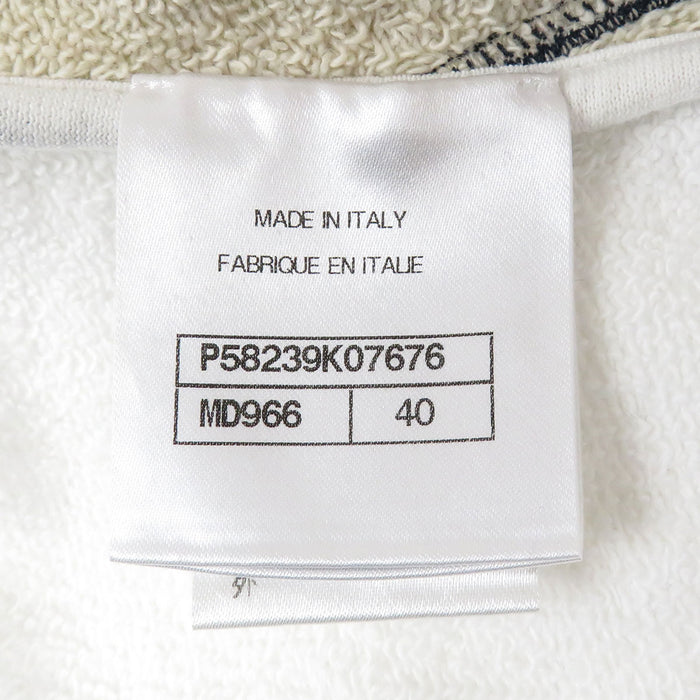 MADE IN ITALY
FABRIQUE EN ITALIE
P58239K07676
MD966 40